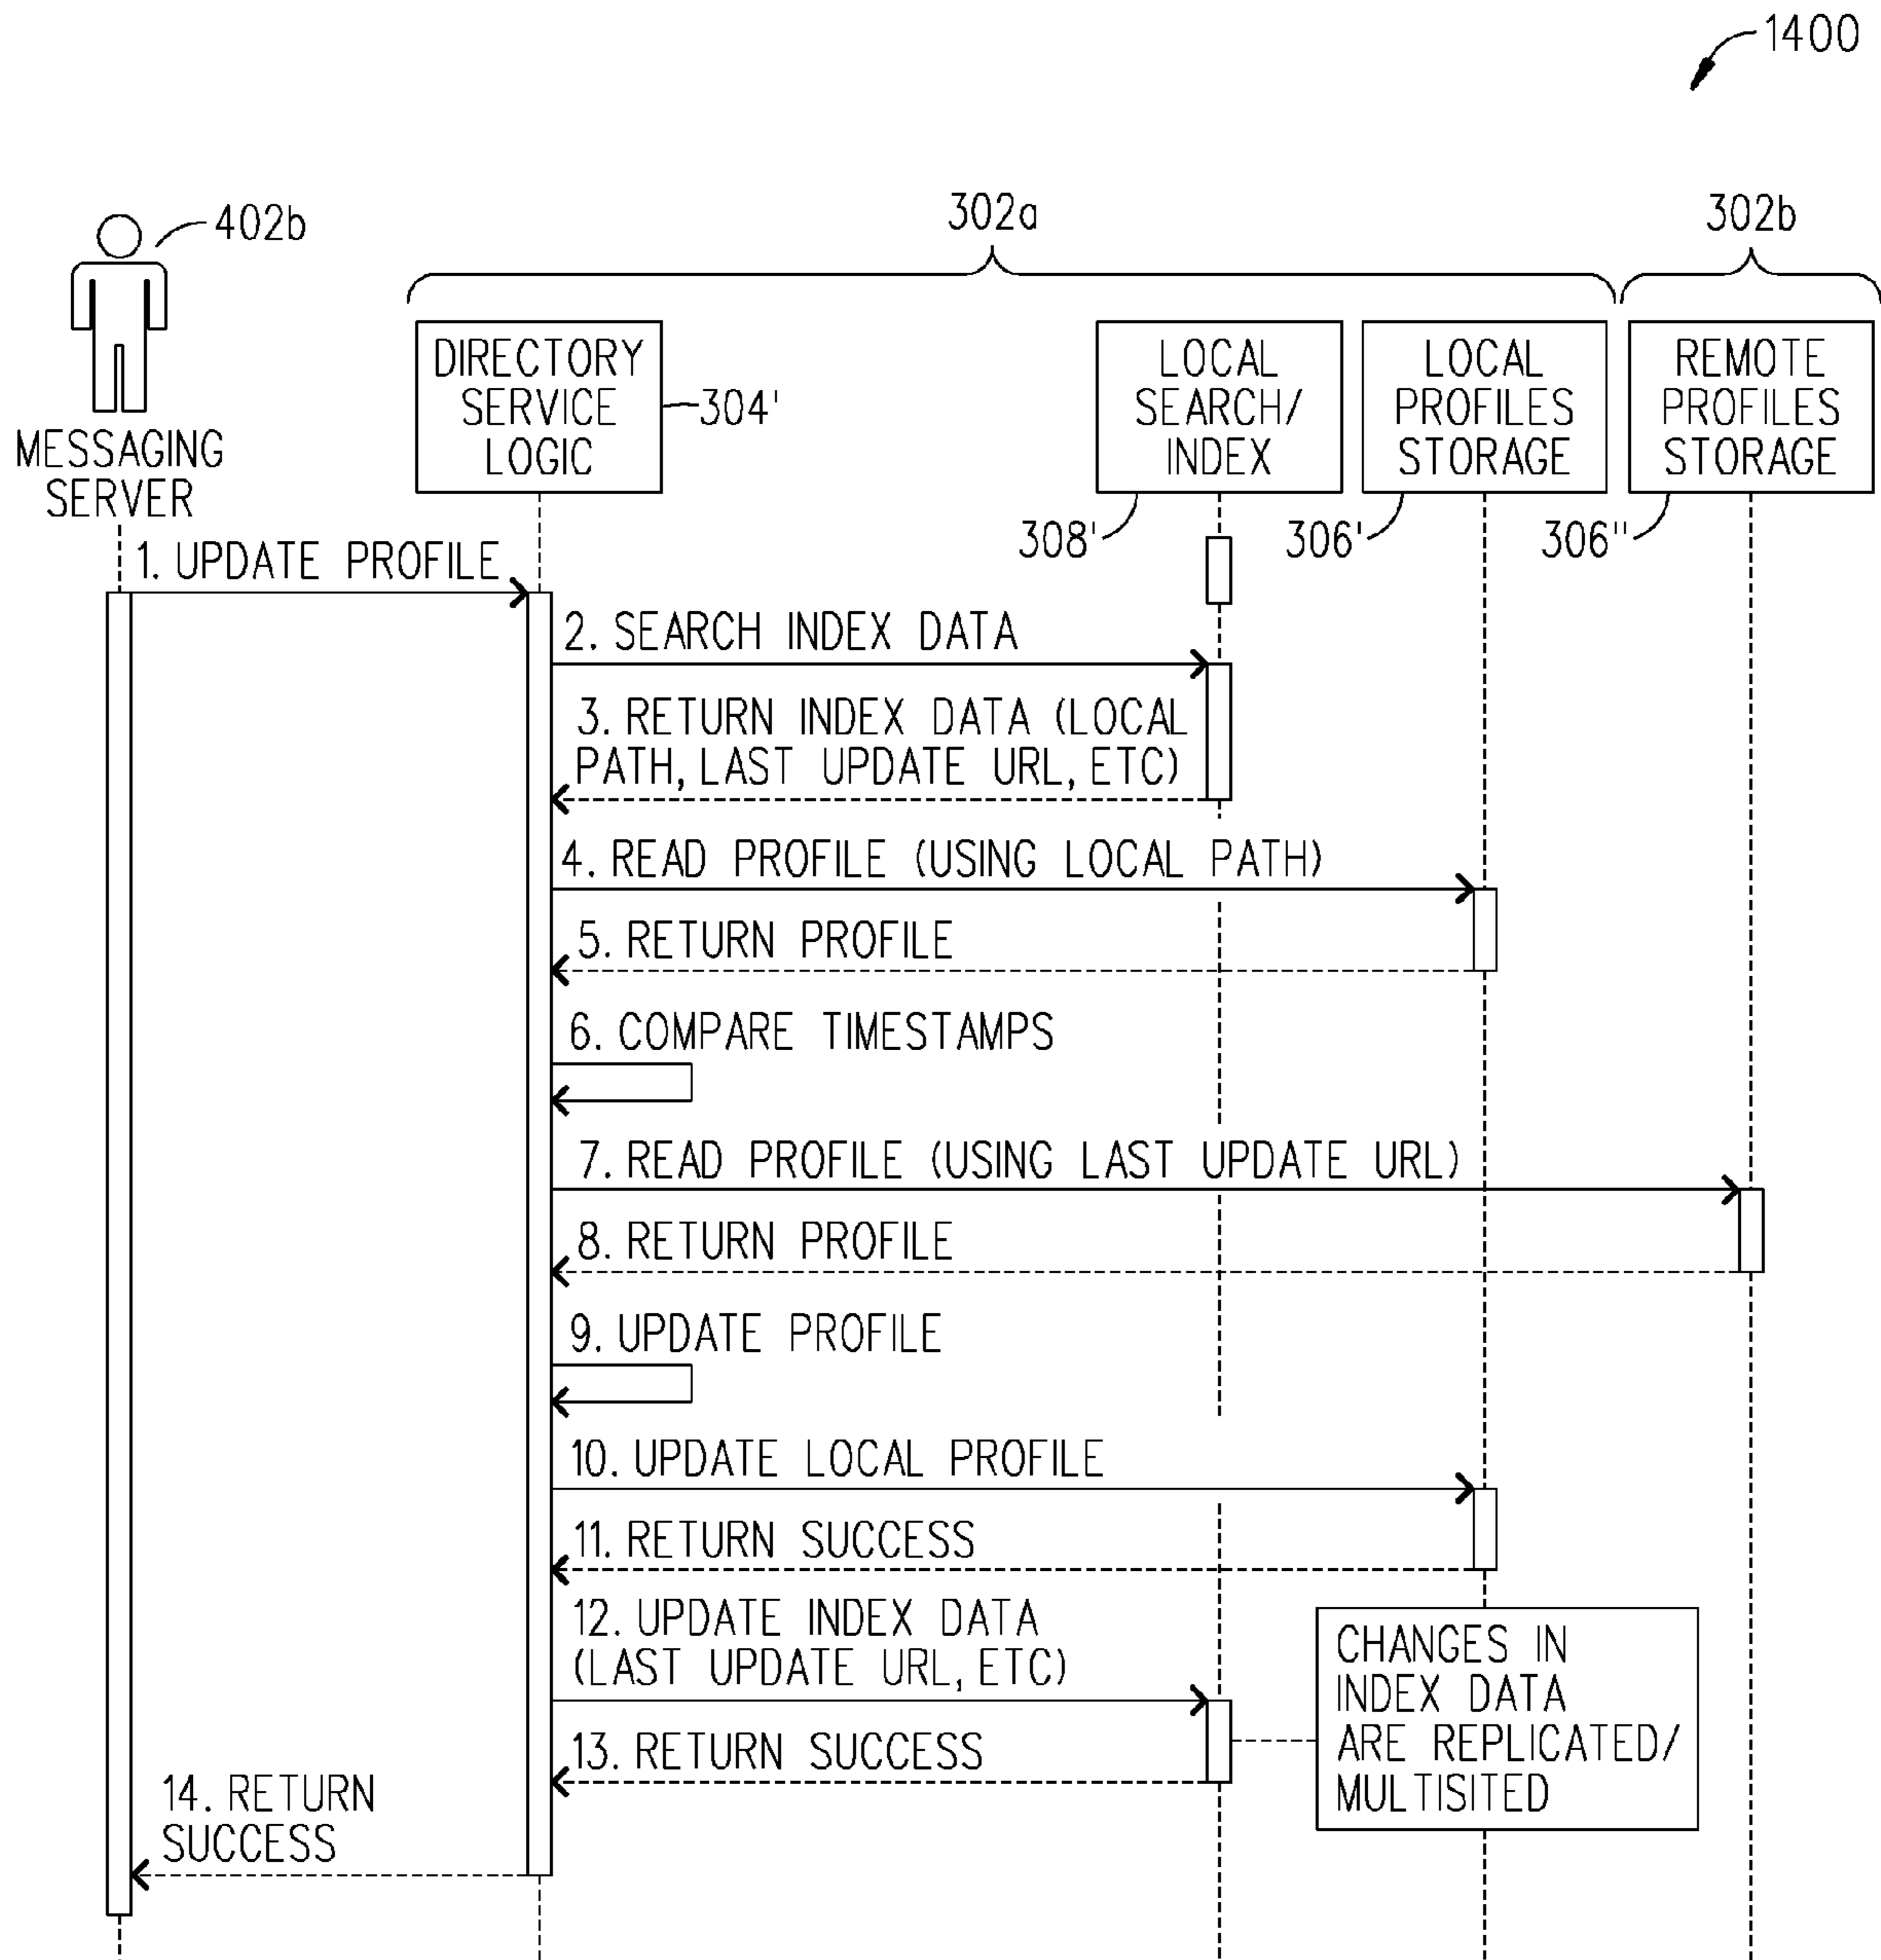 1400
402b
302a
302b
MESSAGING
SERVER
DIRECTORY
SERVICE
LOGIC
304'
LOCAL
SEARCH/
INDEX
308'
LOCAL
PROFILES
STORAGE
306'
REMOTE
PROFILES
STORAGE
306"
1. UPDATE PROFILE
2. SEARCH INDEX DATA
3. RETURN INDEX DATA (LOCAL
PATH, LAST UPDATE URL, ETC)
4. READ PROFILE (USING LOCAL PATH)
5. RETURN PROFILE
6. COMPARE TIMESTAMPS
7. READ PROFILE (USING LAST UPDATE URL)
8. RETURN PROFILE
9. UPDATE PROFILE
10. UPDATE LOCAL PROFILE
11. RETURN SUCCESS
12. UPDATE INDEX DATA
(LAST UPDATE URL, ETC)
CHANGES IN
INDEX DATA
ARE REPLICATED/
MULTISITED
13. RETURN SUCCESS
14. RETURN
SUCCESS